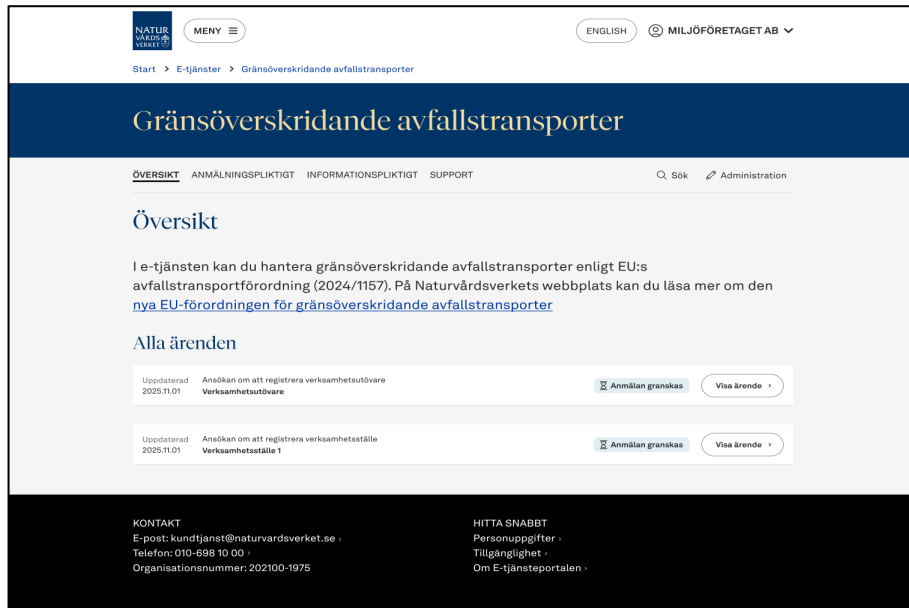 NATUR
VÅRDS
VERKET
MENY
ENGLISH
MILJÖFÖRETAGET AB
Start > E-tjänster > Gränsöverskridande avfallstransporter
Gränsöverskridande avfallstransporter
ÖVERSIKT ANMÄLNINGSPLIKTIGT INFORMATIONSPLIKTIGT SUPPORT Sök Administration
Översikt
I e-tjänsten kan du hantera gränsöverskridande avfallstransporter enligt EU:s
avfallstransportförordning (2024/1157). På Naturvårdsverkets webbplats kan du läsa mer om den
nya EU-förordningen för gränsöverskridande avfallstransporter
Alla ärenden
Uppdaterad
2025.11.01
Ansökan om att registrera verksamhetsutövare
Verksamhetsutövare
Anmälan granskas
Visa ärende ›
Uppdaterad
2025.11.01
Ansökan om att registrera verksamhetsställe
Verksamhetsställe 1
Anmälan granskas
Visa ärende ›
KONTAKT
E-post: kundtjanst@naturvardsverket.se ›
Telefon: 010-698 10 00 ›
Organisationsnummer: 202100-1975
HITTA SNABBT
Personuppgifter ›
Tillgänglighet ›
Om E-tjänsteportalen ›